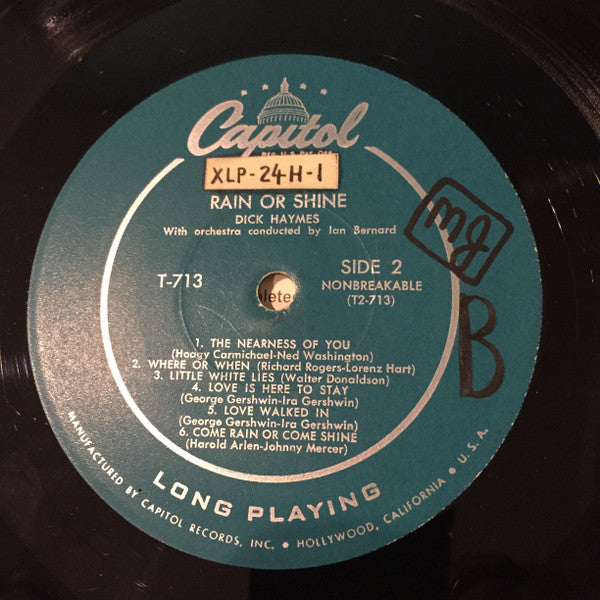 Capitol
XLP-24H-1
RAIN OR SHINE
DICK HAYMES
With orchestra conducted by Ian Bernard
T-713
SIDE 2
NONBREAKABLE
(T2-713)
plete
mg
B
1. THE NEARNESS OF YOU
(Hoagy Carmichael-Ned Washington)
2. WHERE OR WHEN (Richard Rogers-Lorenz Hart)
3. LITTLE WHITE LIES (Walter Donaldson)
4. LOVE IS HERE TO STAY
(George Gershwin-Ira Gershwin)
5. LOVE WALKED IN
(George Gershwin-Ira Gershwin)
6. COME RAIN OR COME SHINE
(Harold Arlen-Johnny Mercer)
LONG PLAYING
MANUFACTURED BY CAPITOL RECORDS, INC. • HOLLYWOOD, CALIFORNIA • U.S.A.